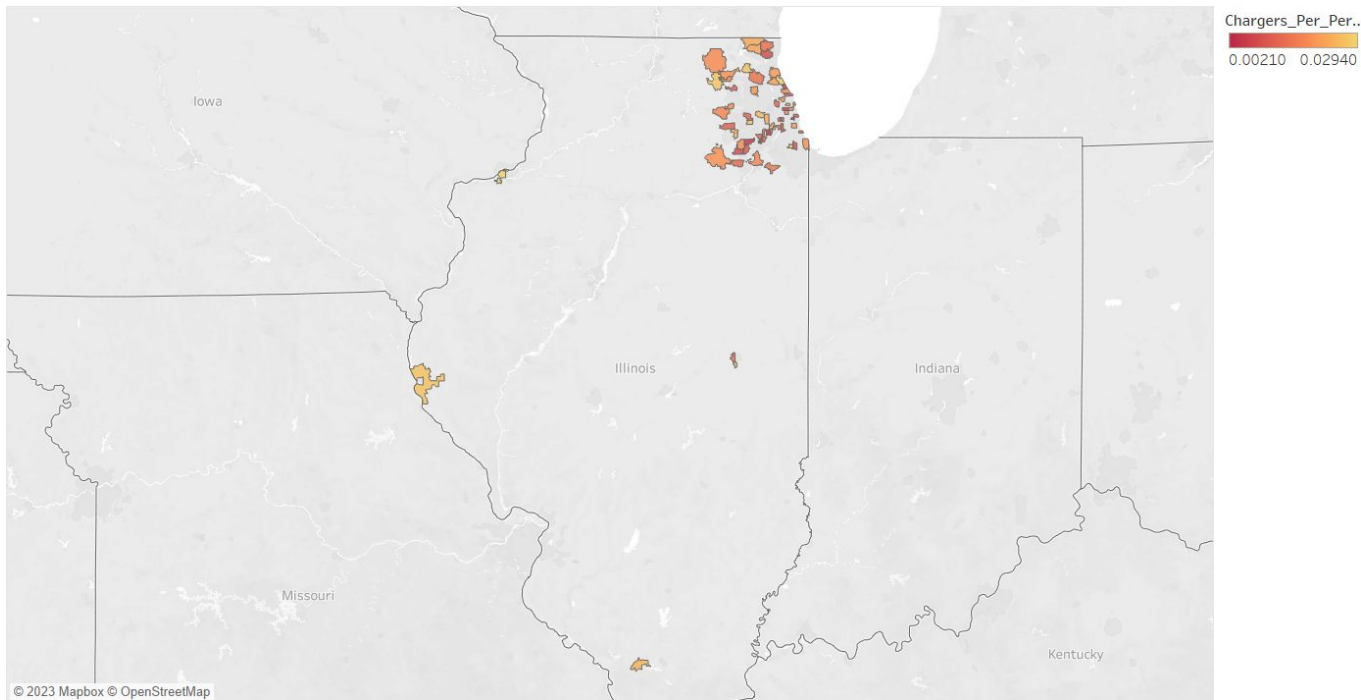 Chargers_Per_Per..
0.00210 0.02940
Iowa
Illinois
Indiana
Missouri
Kentucky
© 2023 Mapbox © OpenStreetMap